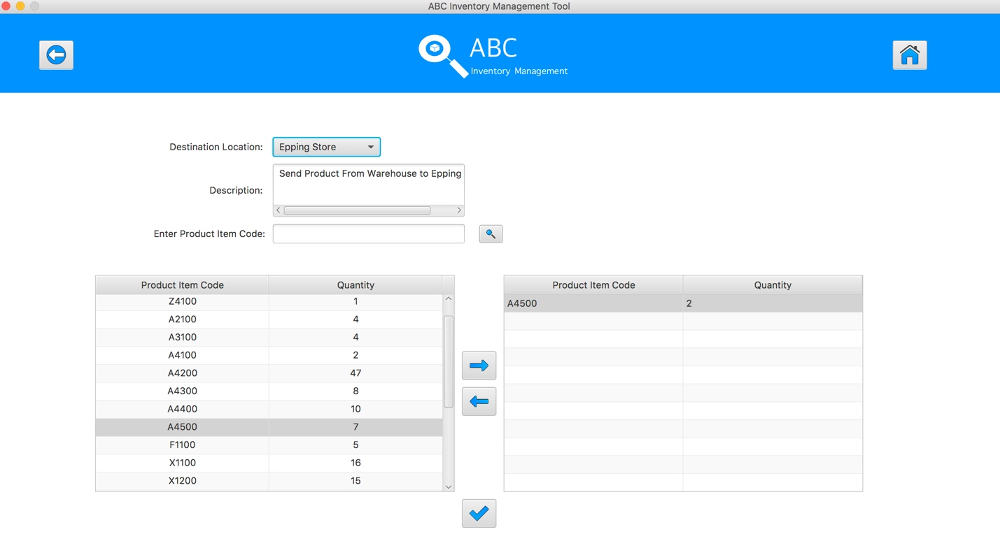 ABC Inventory Management Tool
ABC
Inventory Management
Destination Location: Epping Store
Description: Send Product From Warehouse to Epping
Enter Product Item Code:
Product Item Code Quantity
Z4100 1
A2100 4
A3100 4
A4100 2
A4200 47
A4300 8
A4400 10
A4500 7
F1100 5
X1100 16
X1200 15
Product Item Code Quantity
A4500 2